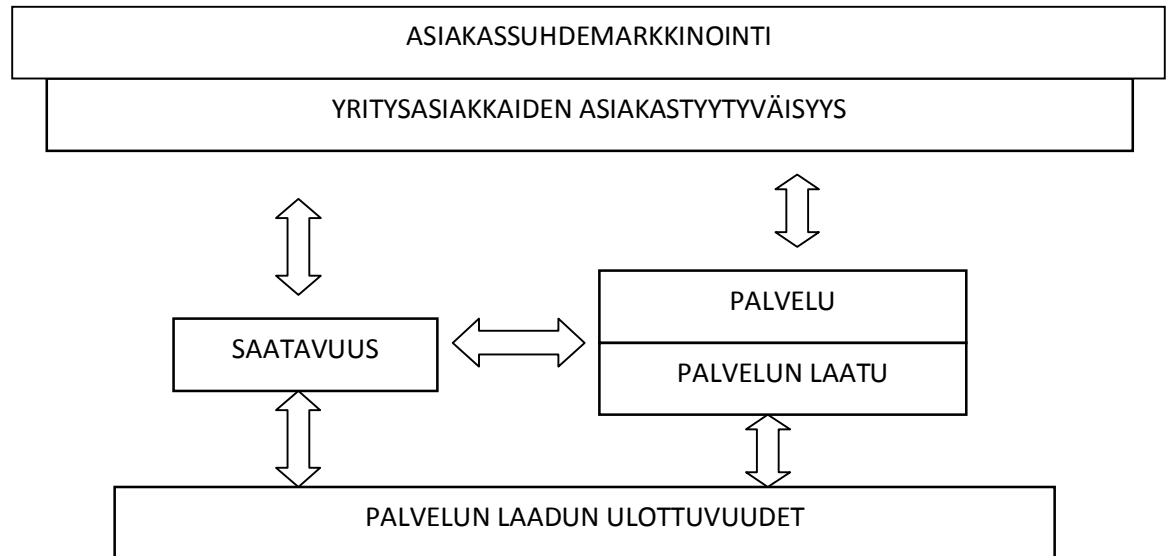 ASIAKASSUHDEMARKKINOINTI
YRITYSASIAKKAIDEN ASIAKASTYYTYVÄISYYS
PALVELU
SAATAVUUS
PALVELUN LAATU
PALVELUN LAADUN ULOTTUVUUDET